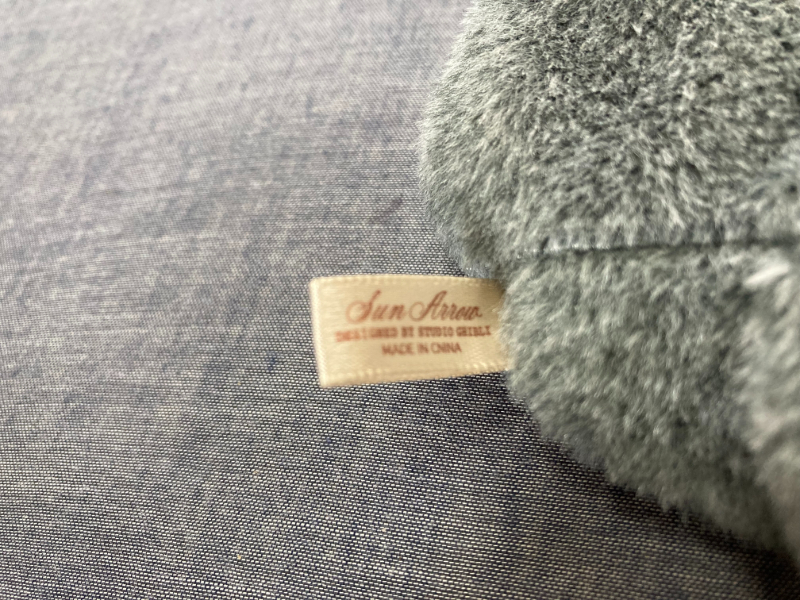 Sun Arrow
DESIGNED BY STUDIO GHIBLI
MADE IN CHINA